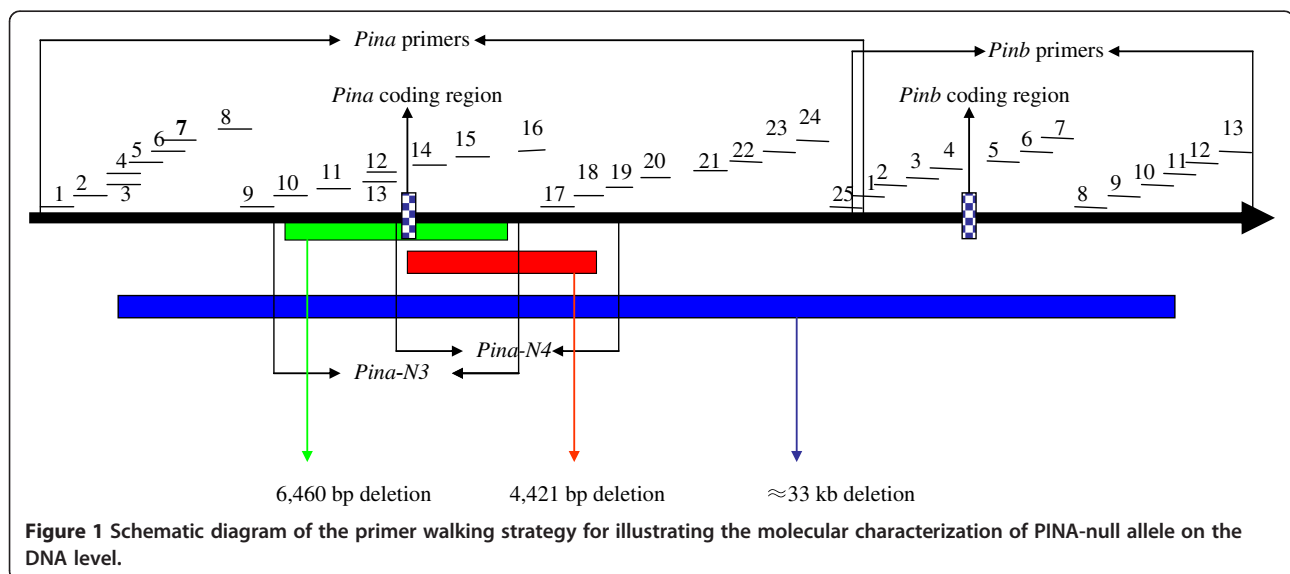 Pina primers
Pinb primers
Pina coding region
Pinb coding region
1 2 3 4 5 6 7 8 9 10 11 12 13 14 15 16 17 18 19 20 21 22 23 24 25
1 2 3 4 5 6 7 8 9 10 11 12 13
Pina-N4
Pina-N3
6,460 bp deletion
4,421 bp deletion
≈33 kb deletion
Figure 1 Schematic diagram of the primer walking strategy for illustrating the molecular characterization of PINA-null allele on the
DNA level.